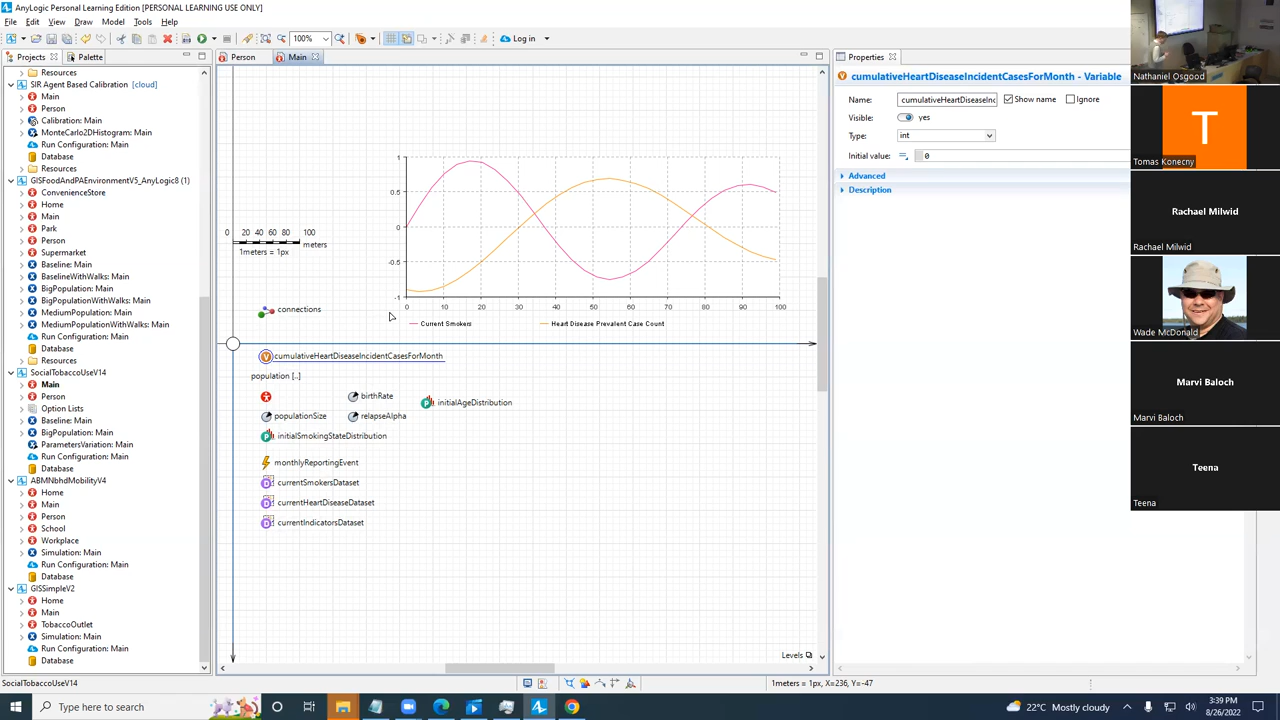 AnyLogic Personal Learning Edition [PERSONAL LEARNING USE ONLY]
File Edit View Draw Model Tools Help
100% Log in
Projects Palette
Person Main
Properties
Resources
SIR Agent Based Calibration [cloud]
Main
Person
Calibration: Main
MonteCarlo2DHistogram: Main
Run Configuration: Main
Database
Resources
GISFoodAndPAEnvironmentV5_AnyLogic8 (1)
ConvenienceStore
Home
Main
Park
Person
Supermarket
Baseline: Main
BaselineWithWalks: Main
BigPopulation: Main
BigPopulationWithWalks: Main
MediumPopulation: Main
MediumPopulationWithWalks: Main
Run Configuration: Main
Database
Resources
SocialTobaccoUseV14
Main
Person
Option Lists
Baseline: Main
BigPopulation: Main
ParametersVariation: Main
Run Configuration: Main
Database
ABMNbhdMobilityV4
Home
Main
Person
School
Workplace
Simulation: Main
Run Configuration: Main
Database
GISSimpleV2
Home
Main
TobaccoOutlet
Simulation: Main
Run Configuration: Main
Database
1
0.5
0
-0.5
-1
0 10 20 30 40 50 60 70 80 90 100
Current Smokers Heart Disease Prevalent Case Count
0 20 40 60 80 100
meters
1meters = 1px
connections
cumulativeHeartDiseaseIncidentCasesForMonth
population [..]
birthRate
initialAgeDistribution
populationSize relapseAlpha
initialSmokingStateDistribution
monthlyReportingEvent
currentSmokersDataset
currentHeartDiseaseDataset
currentIndicatorsDataset
Levels
cumulativeHeartDiseaseIncidentCasesForMonth - Variable
Name: cumulativeHeartDiseaseInc Show name Ignore
Visible: yes
Type: int
Initial value: 0
Advanced
Description
Nathaniel Osgood
T
Tomas Konecny
Rachael Milwid
Rachael Milwid
Wade McDonald
Marvi Baloch
Marvi Baloch
Teena
Teena
SocialTobaccoUseV14
1meters = 1px, X=236, Y=-47
Type here to search
22°C Mostly cloudy
3:39 PM
8/26/2022